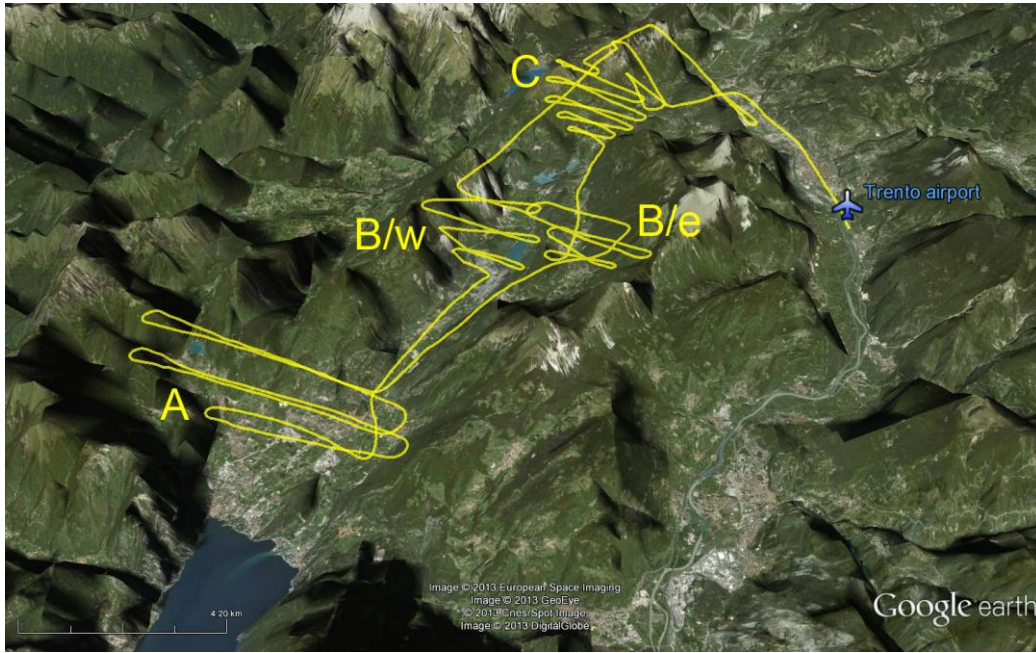 C
Trento airport
B/w
B/e
A
Image © 2013 European Space Imaging
Image © 2013 GeoEye
© 2013 Cnes/Spot Image
Image © 2013 DigitalGlobe
4.20 km
Google earth